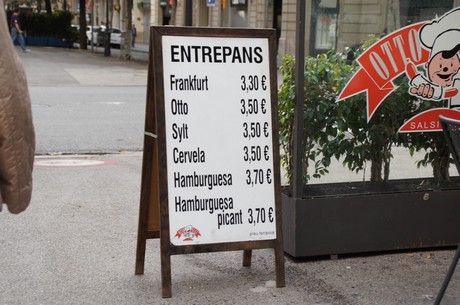 ENTREPANS
Frankfurt 3,30 €
Otto 3,50 €
Sylt 3,50 €
Cervela 3,50 €
Hamburguesa 3,70 €
Hamburguesa
picant 3,70 €
OTTO
SALSI